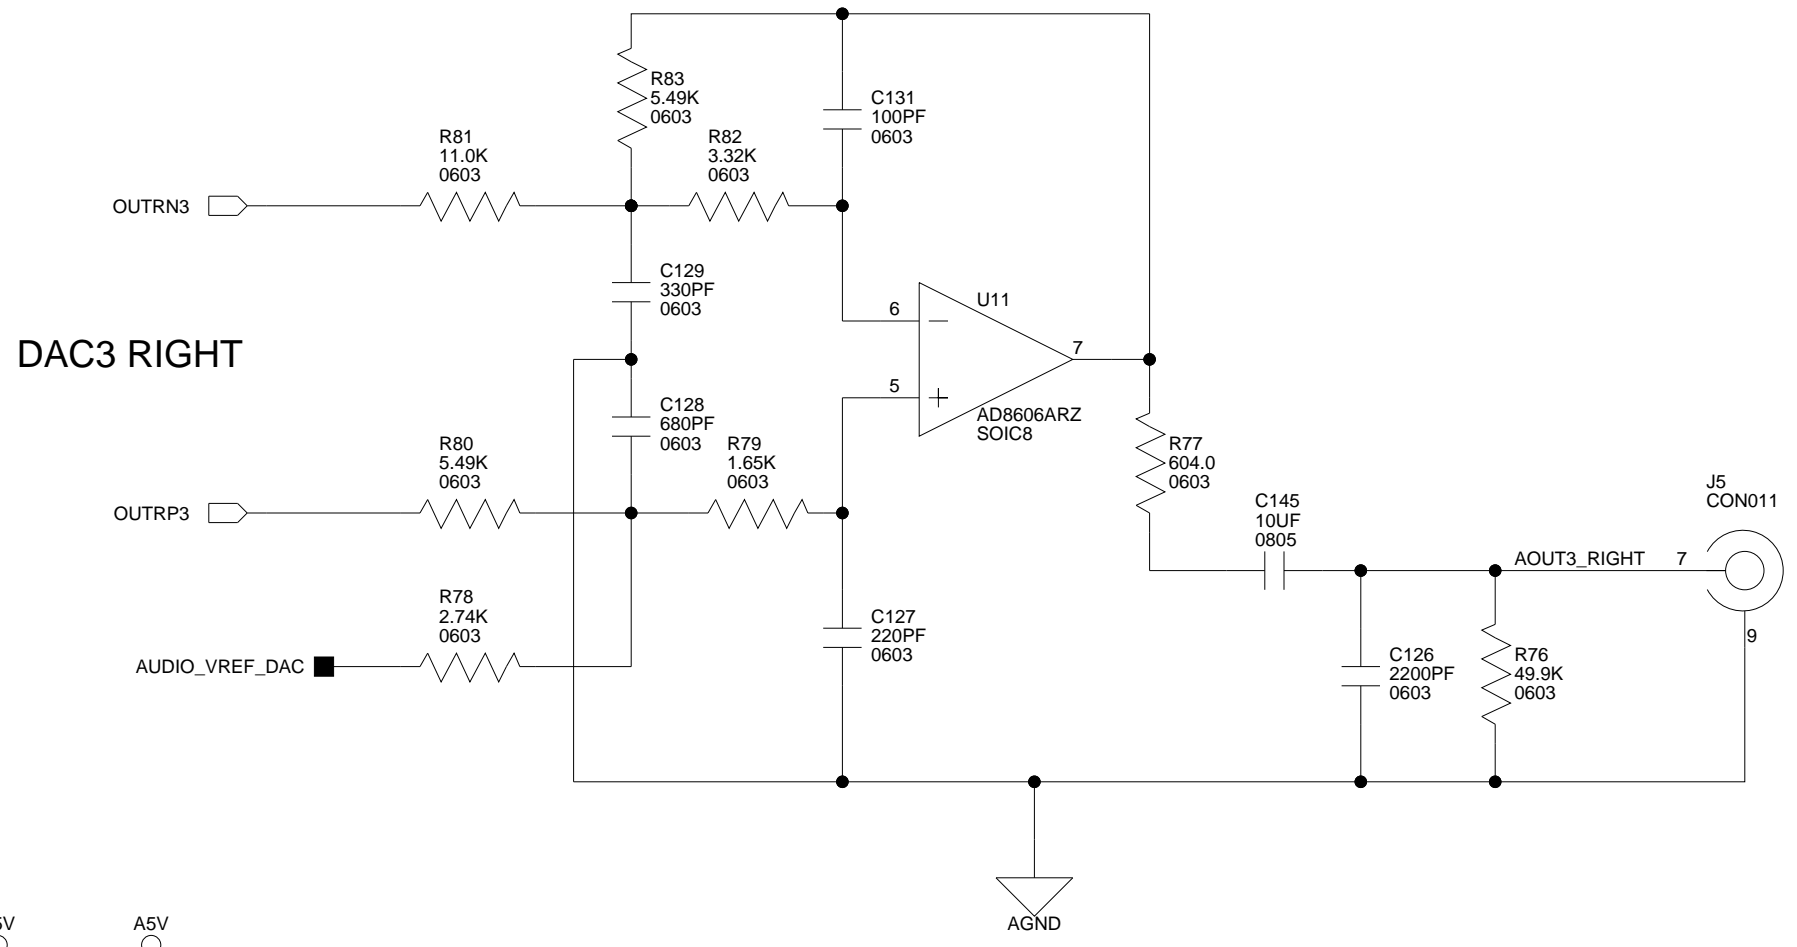 R83
5.49K
0603
C131
100PF
0603
R81
11.0K
0603
R82
3.32K
0603
OUTRN3
C129
330PF
0603
6
U11
DAC3 RIGHT
7
5
C128
680PF
0603
AD8606ARZ
SOIC8
R80
5.49K
0603
R79
1.65K
0603
R77
604.0
0603
OUTRP3
C145
10UF
0805
J5
CON011
AOUT3_RIGHT
7
R78
2.74K
0603
C127
220PF
0603
9
AUDIO_VREF_DAC
C126
2200PF
0603
R76
49.9K
0603
AGND
A5V